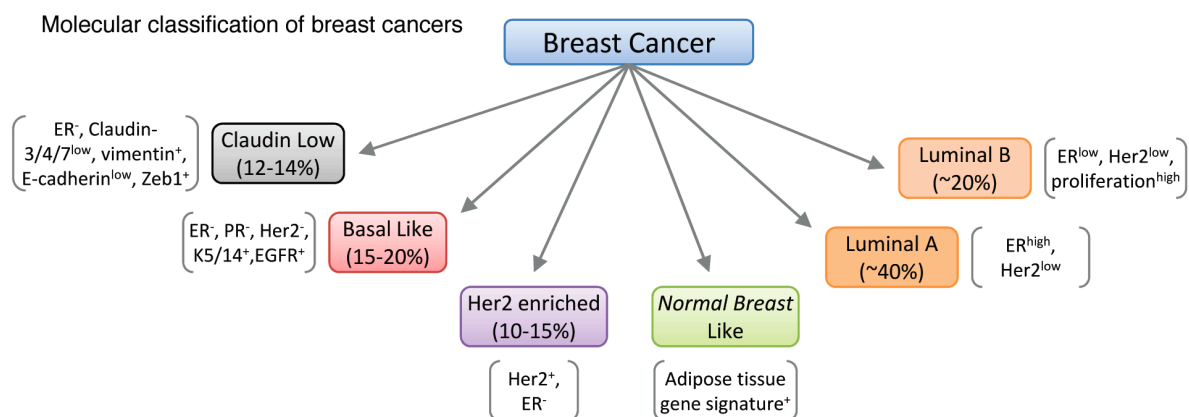 Molecular classification of breast cancers
Breast Cancer
ER⁻, Claudin-
3/4/7ˡᵒʷ, vimentin⁺,
E-cadherinˡᵒʷ, Zeb1⁺
Claudin Low
(12-14%)
ER⁻, PR⁻, Her2⁻,
K5/14⁺,EGFR⁺
Basal Like
(15-20%)
Her2 enriched
(10-15%)
Her2⁺,
ER⁻
Normal Breast
Like
Adipose tissue
gene signature⁺
Luminal A
(~40%)
ERʰⁱᵍʰ,
Her2ˡᵒʷ
Luminal B
(~20%)
ERˡᵒʷ, Her2ˡᵒʷ,
proliferationʰⁱᵍʰ